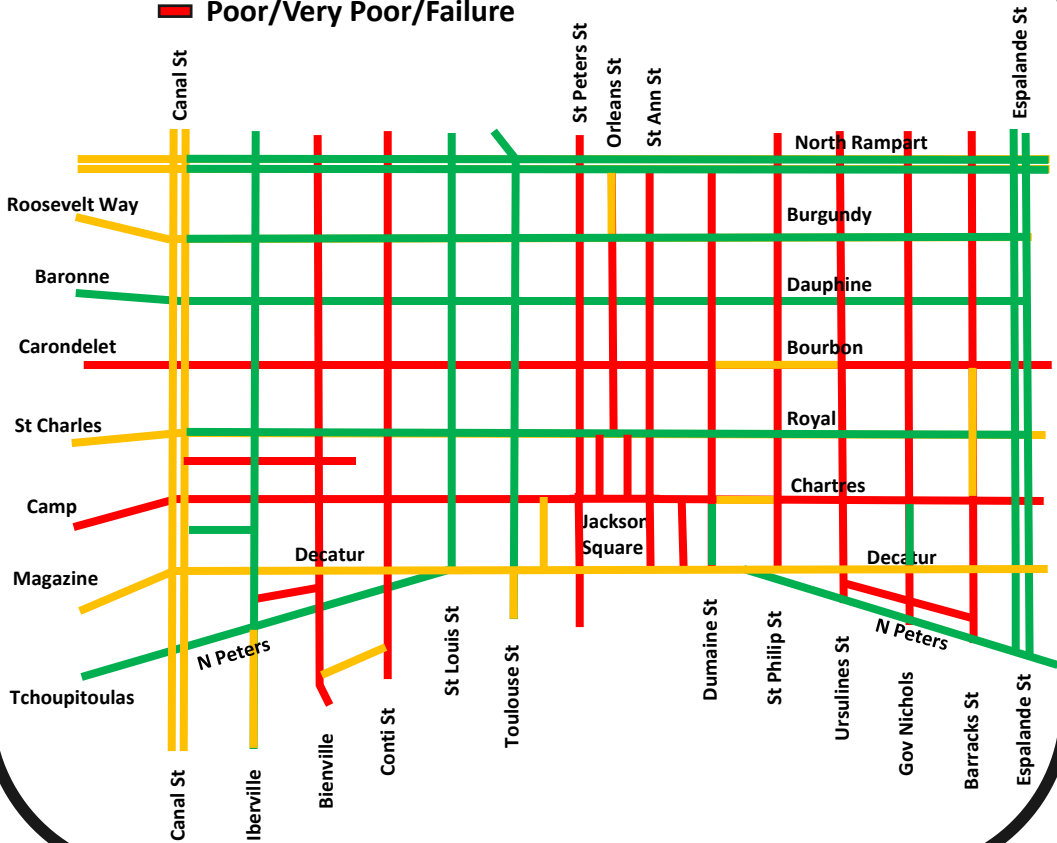 Poor/Very Poor/Failure
Canal St
St Peters St
Orleans St
St Ann St
Espalande St
North Rampart
Roosevelt Way
Burgundy
Baronne
Dauphine
Carondelet
Bourbon
St Charles
Royal
Camp
Chartres
Jackson
Square
Decatur
Decatur
Magazine
N Peters
N Peters
Tchoupitoulas
Canal St
Iberville
Bienville
Conti St
St Louis St
Toulouse St
Dumaine St
St Philip St
Ursulines St
Gov Nichols
Barracks St
Espalande St